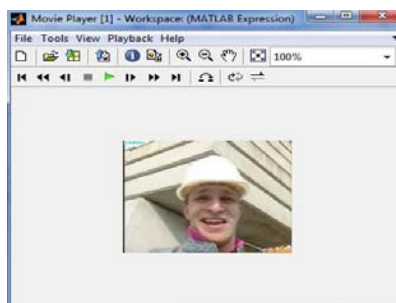 Movie Player [1] - Workspace: (MATLAB Expression)
File Tools View Playback Help
100%